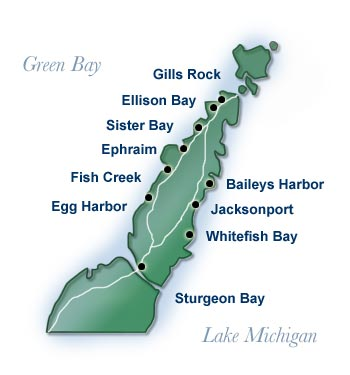 Green Bay
Gills Rock
Ellison Bay
Sister Bay
Ephraim
Fish Creek
Baileys Harbor
Egg Harbor
Jacksonport
Whitefish Bay
Sturgeon Bay
Lake Michigan